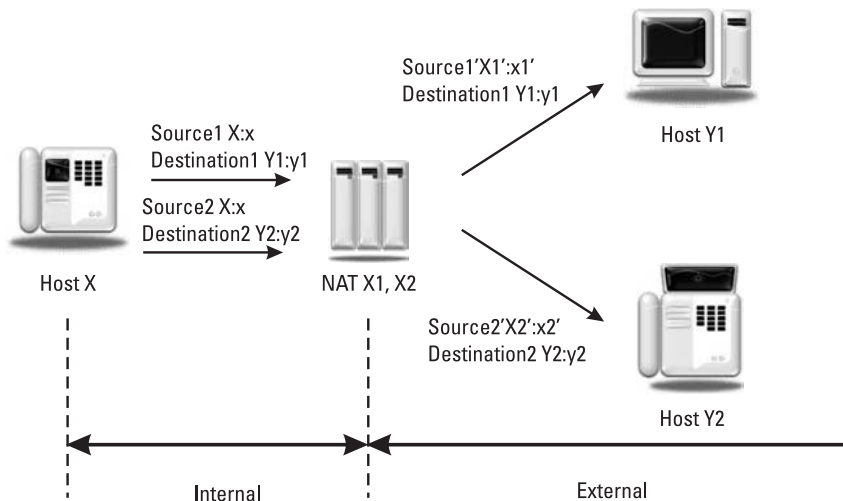 Source1'X1':x1'
Destination1 Y1:y1
Host Y1
Source1 X:x
Destination1 Y1:y1
Source2 X:x
Destination2 Y2:y2
Host X
NAT X1, X2
Source2'X2':x2'
Destination2 Y2:y2
Host Y2
Internal
External